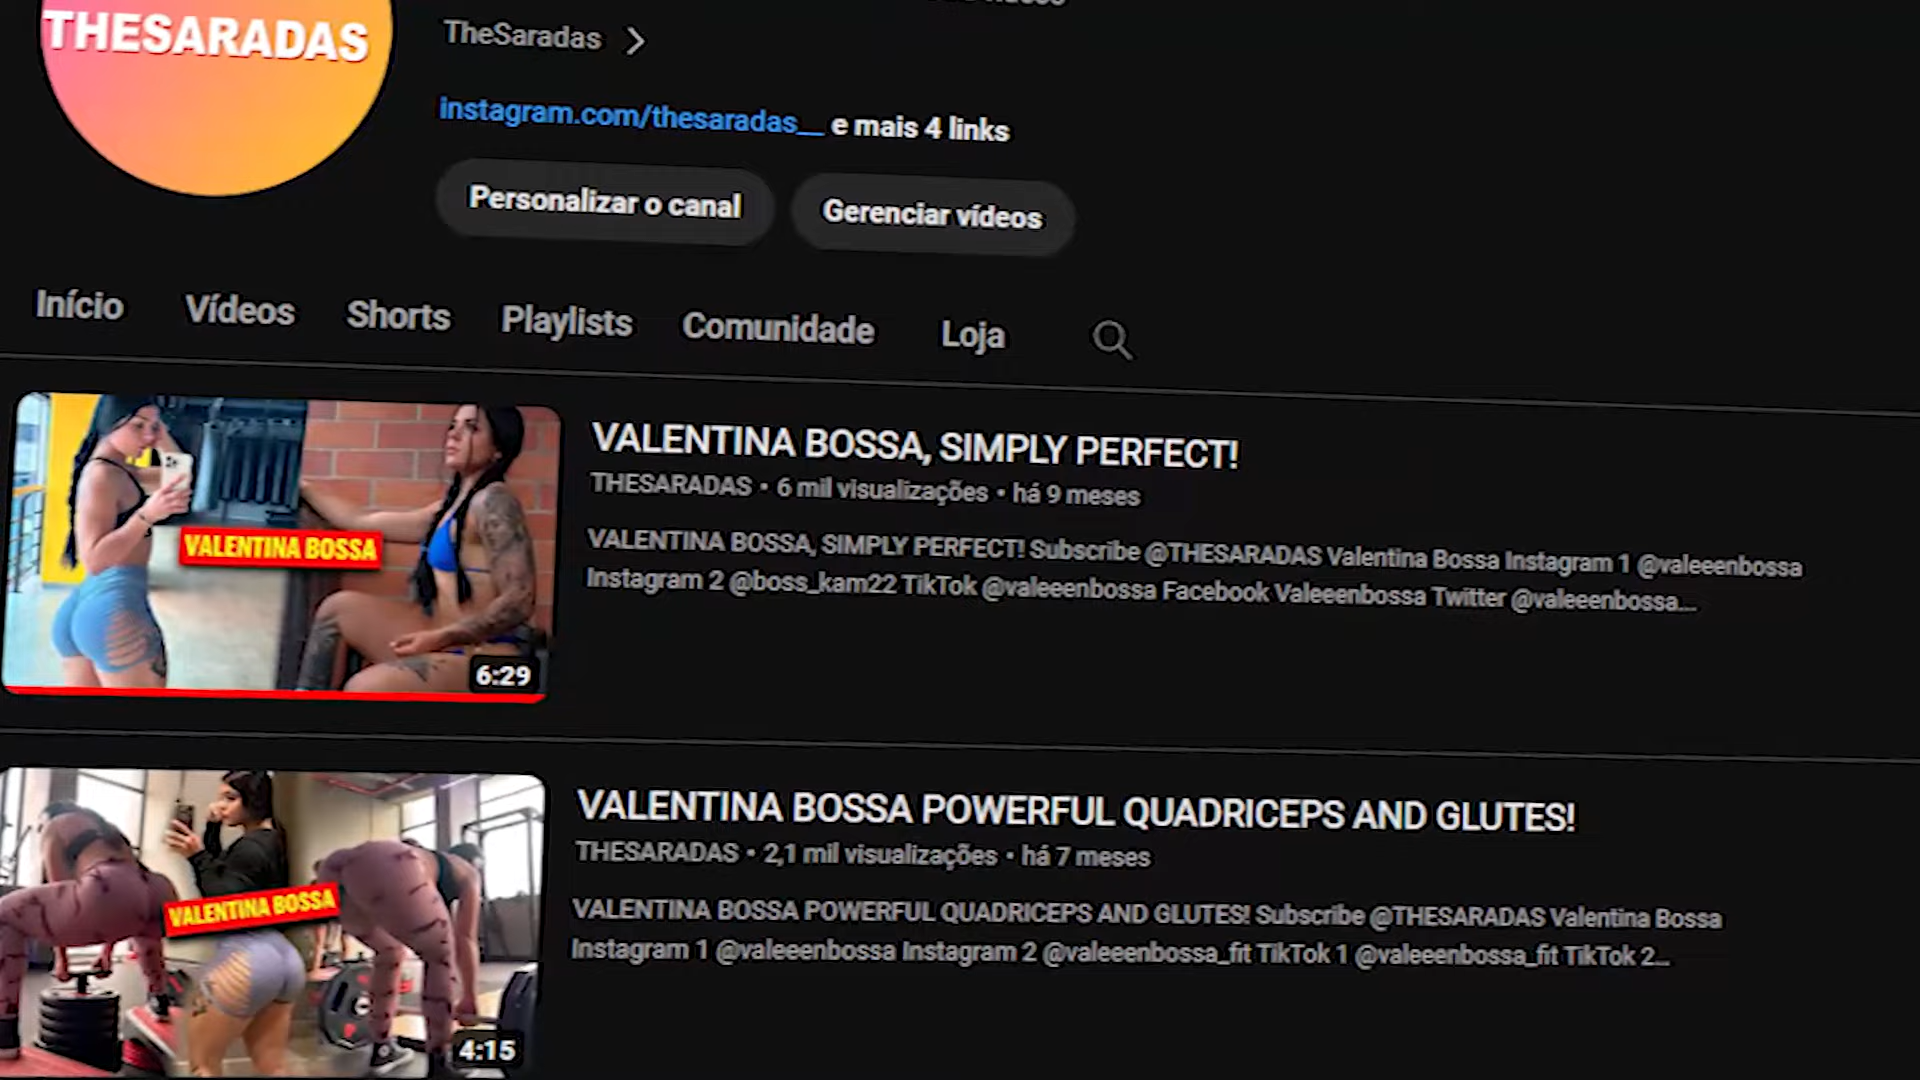 THESARADAS
TheSaradas
instagram.com/thesaradas__ e mais 4 links
Personalizar o canal
Gerenciar vídeos
Início
Vídeos
Shorts
Playlists
Comunidade
Loja
VALENTINA BOSSA
6:29
VALENTINA BOSSA, SIMPLY PERFECT!
THESARADAS • 6 mil visualizações • há 9 meses
VALENTINA BOSSA, SIMPLY PERFECT! Subscribe @THESARADAS Valentina Bossa Instagram 1 @valeeenbossa
Instagram 2 @boss_kam22 TikTok @valeeenbossa Facebook Valeeenbossa Twitter @valeeenbossa...
VALENTINA BOSSA
4:15
VALENTINA BOSSA POWERFUL QUADRICEPS AND GLUTES!
THESARADAS • 2,1 mil visualizações • há 7 meses
VALENTINA BOSSA POWERFUL QUADRICEPS AND GLUTES! Subscribe @THESARADAS Valentina Bossa
Instagram 1 @valeeenbossa Instagram 2 @valeeenbossa_fit TikTok 1 @valeeenbossa_fit TikTok 2...